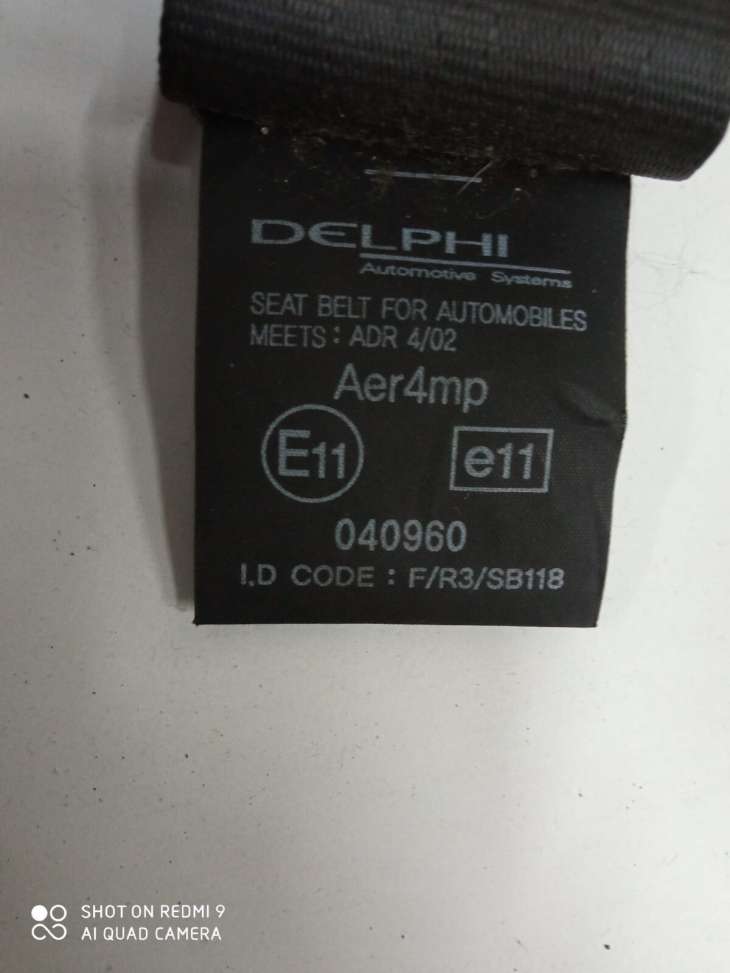 DELPHI
Automotive Systems
SEAT BELT FOR AUTOMOBILES
MEETS: ADR 4/02
Aer4mp
E11 e11
040960
I.D CODE : F/R3/SB118
SHOT ON REDMI 9
AI QUAD CAMERA